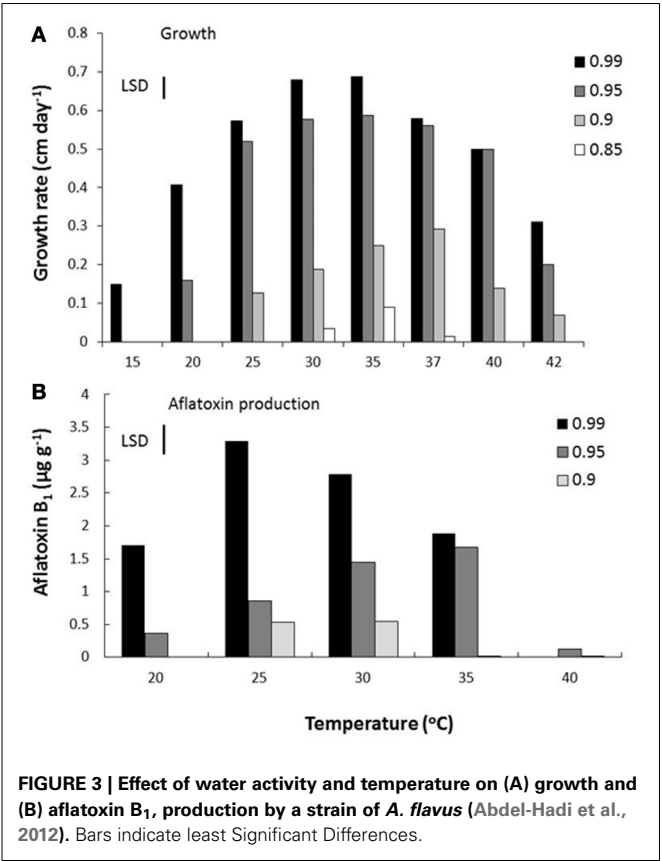 A
Growth
0.8
0.7
0.6
0.5
0.4
0.3
0.2
0.1
0
Growth rate (cm day⁻¹)
LSD
0.99
0.95
0.9
0.85
15 20 25 30 35 37 40 42
B
Aflatoxin production
4
3.5
3
2.5
2
1.5
1
0.5
0
Aflatoxin B₁ (µg g⁻¹)
LSD
0.99
0.95
0.9
20 25 30 35 40
Temperature (°C)
FIGURE 3 | Effect of water activity and temperature on (A) growth and
(B) aflatoxin B₁, production by a strain of A. flavus (Abdel-Hadi et al.,
2012). Bars indicate least Significant Differences.